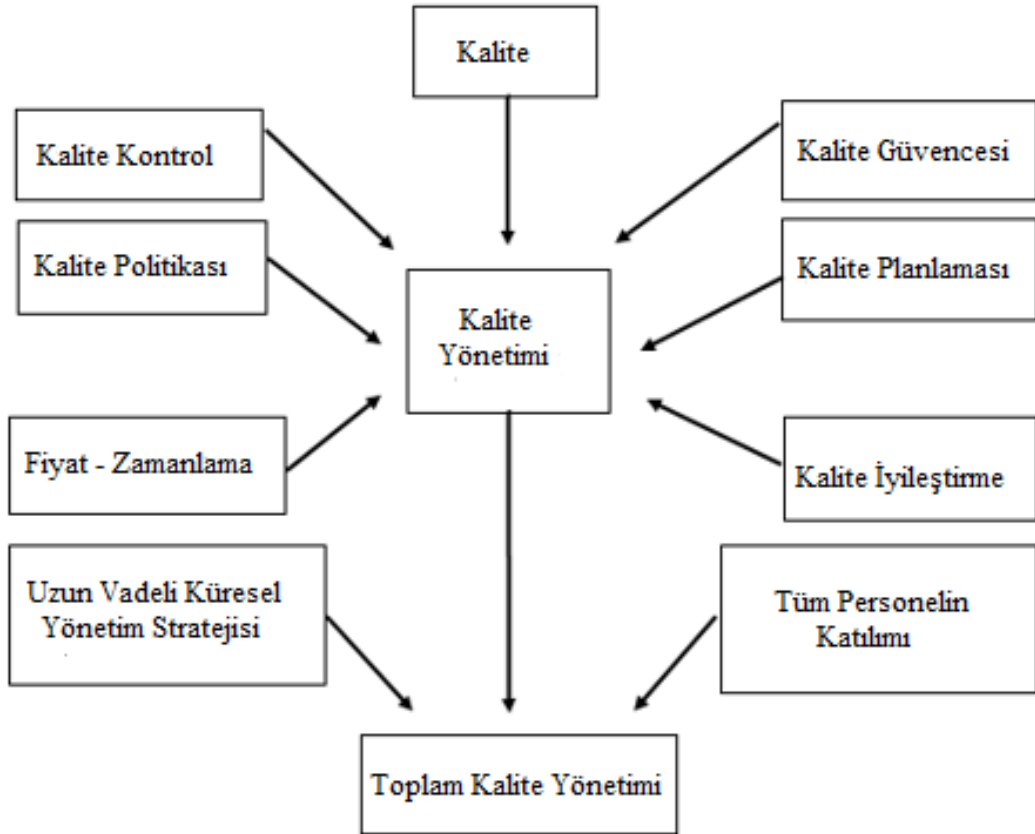 Kalite
Kalite Kontrol
Kalite Güvencesi
Kalite Politikası
Kalite Planlaması
Kalite
Yönetimi
Fiyat - Zamanlama
Kalite İyileştirme
Uzun Vadeli Küresel
Yönetim Stratejisi
Tüm Personelin
Katılımı
Toplam Kalite Yönetimi